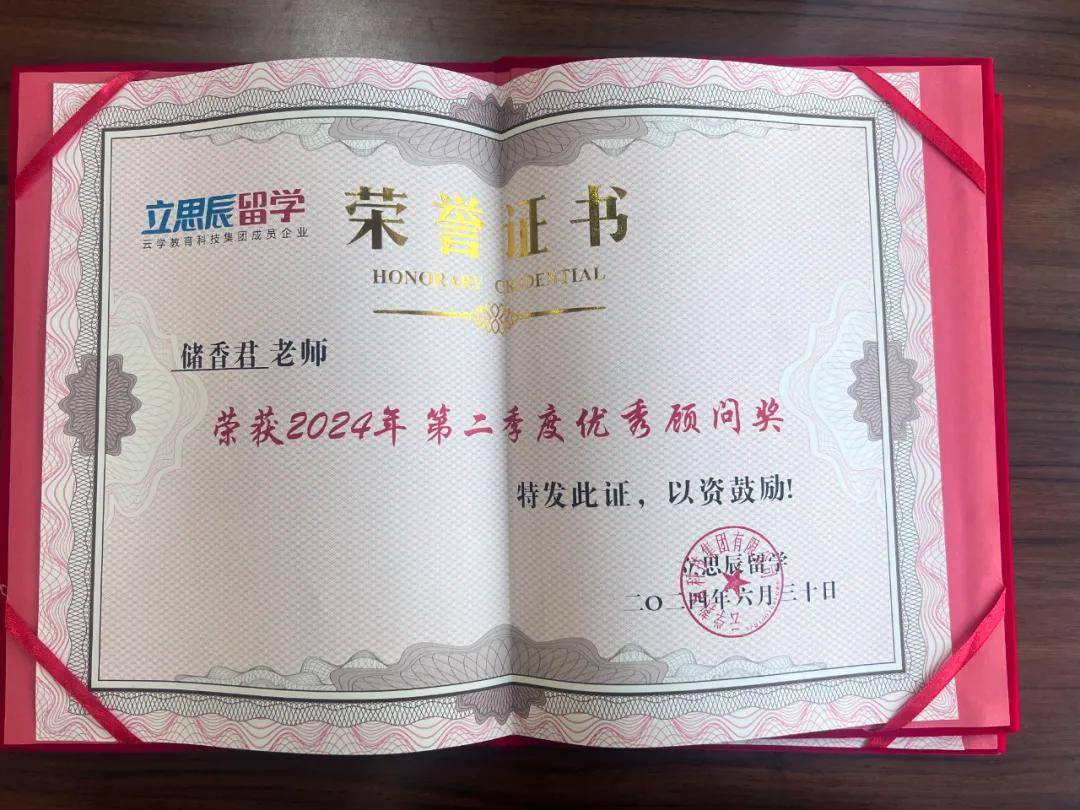 立思辰留学
云学教育科技集团成员企业
荣誉证书
HONORARY CREDENTIAL
储香君 老师
荣获2024年 第二季度优秀顾问奖
特发此证，以资鼓励!
立思辰留学
二〇二四年六月三十日